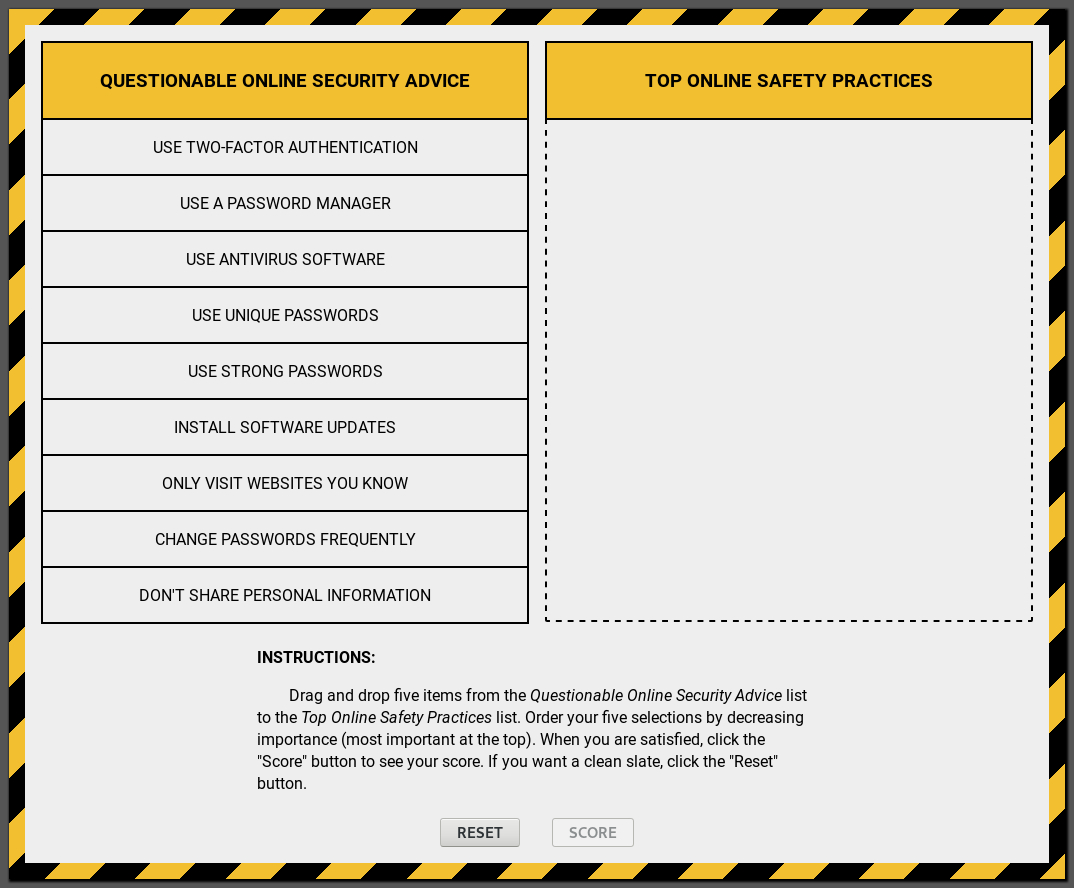 QUESTIONABLE ONLINE SECURITY ADVICE
USE TWO-FACTOR AUTHENTICATION
USE A PASSWORD MANAGER
USE ANTIVIRUS SOFTWARE
USE UNIQUE PASSWORDS
USE STRONG PASSWORDS
INSTALL SOFTWARE UPDATES
ONLY VISIT WEBSITES YOU KNOW
CHANGE PASSWORDS FREQUENTLY
DON'T SHARE PERSONAL INFORMATION
TOP ONLINE SAFETY PRACTICES
INSTRUCTIONS:
Drag and drop five items from the Questionable Online Security Advice list
to the Top Online Safety Practices list. Order your five selections by decreasing
importance (most important at the top). When you are satisfied, click the
"Score" button to see your score. If you want a clean slate, click the "Reset"
button.
RESET
SCORE